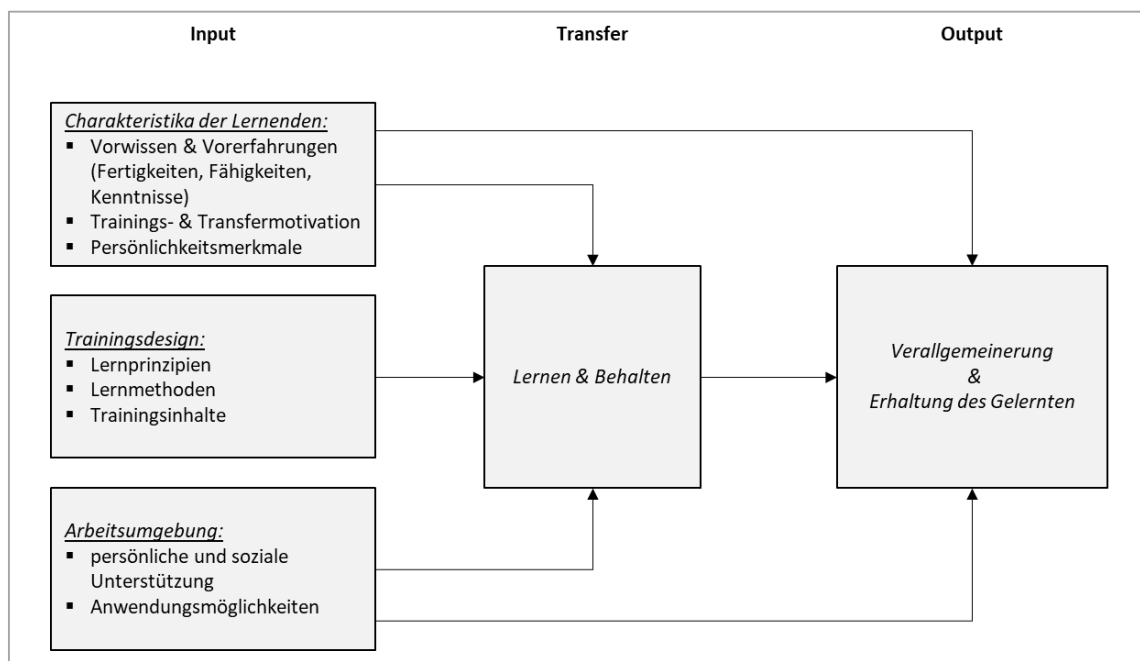 Input Transfer Output
Charakteristika der Lernenden:
▪ Vorwissen & Vorerfahrungen
(Fertigkeiten, Fähigkeiten,
Kenntnisse)
▪ Trainings- & Transfermotivation
▪ Persönlichkeitsmerkmale
Trainingsdesign:
▪ Lernprinzipien
▪ Lernmethoden
▪ Trainingsinhalte
Arbeitsumgebung:
▪ persönliche und soziale
Unterstützung
▪ Anwendungsmöglichkeiten
Lernen & Behalten
Verallgemeinerung
&
Erhaltung des Gelernten